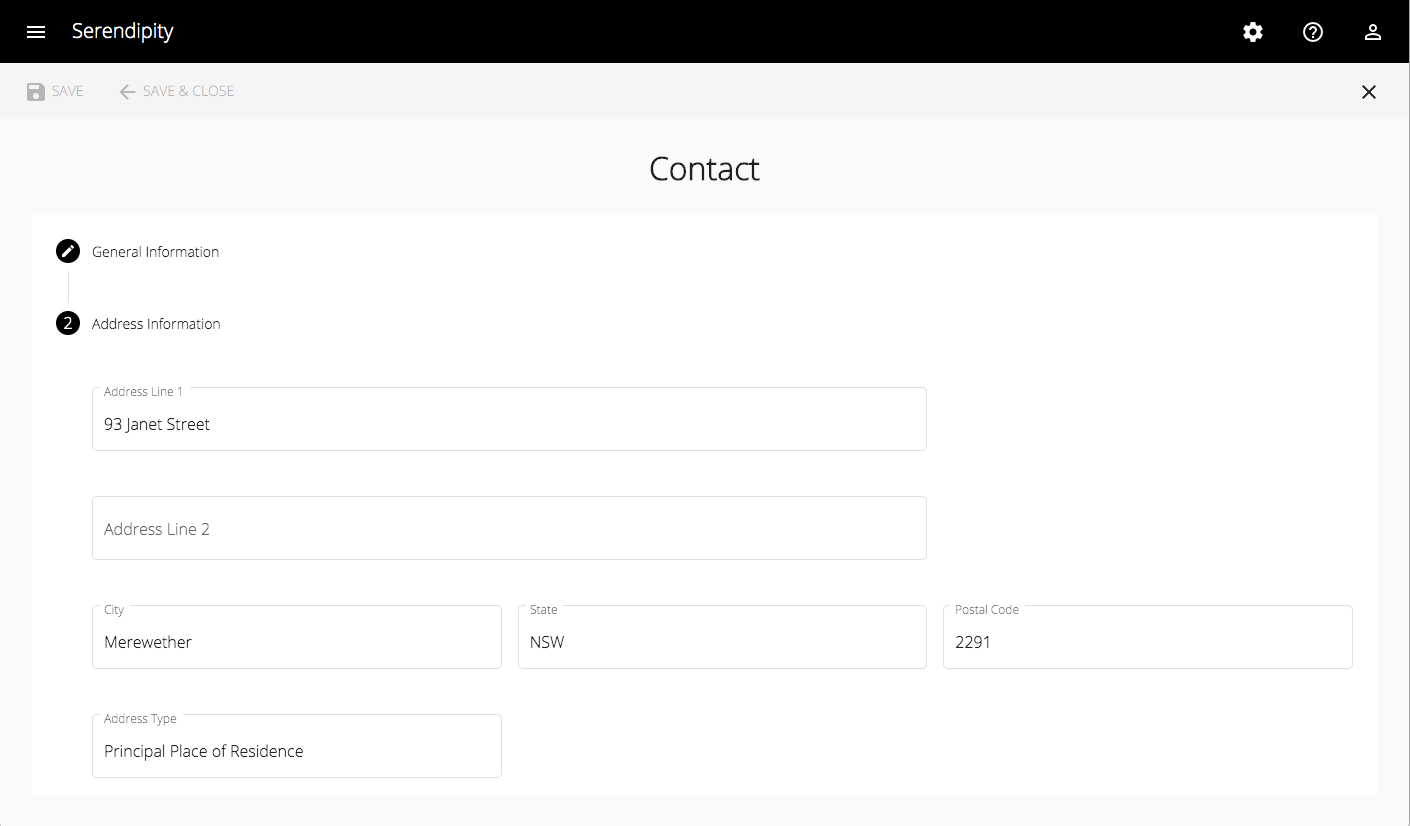 Serendipity
SAVE
SAVE & CLOSE
Contact
General Information
2
Address Information
Address Line 1
93 Janet Street
Address Line 2
City
Merewether
State
NSW
Postal Code
2291
Address Type
Principal Place of Residence